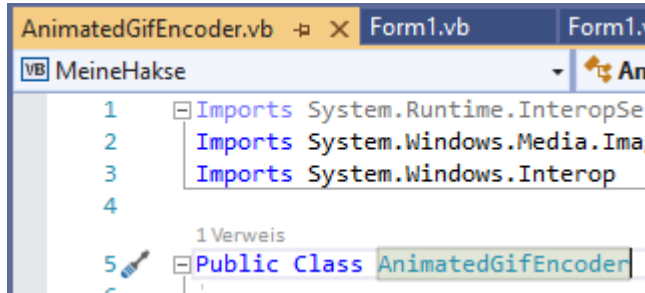 AnimatedGifEncoder.vb Form1.vb Form1.
VB MeineHakse An
1 Imports System.Runtime.InteropSe
2 Imports System.Windows.Media.Ima
3 Imports System.Windows.Interop
4
1 Verweis
5 Public Class AnimatedGifEncoder